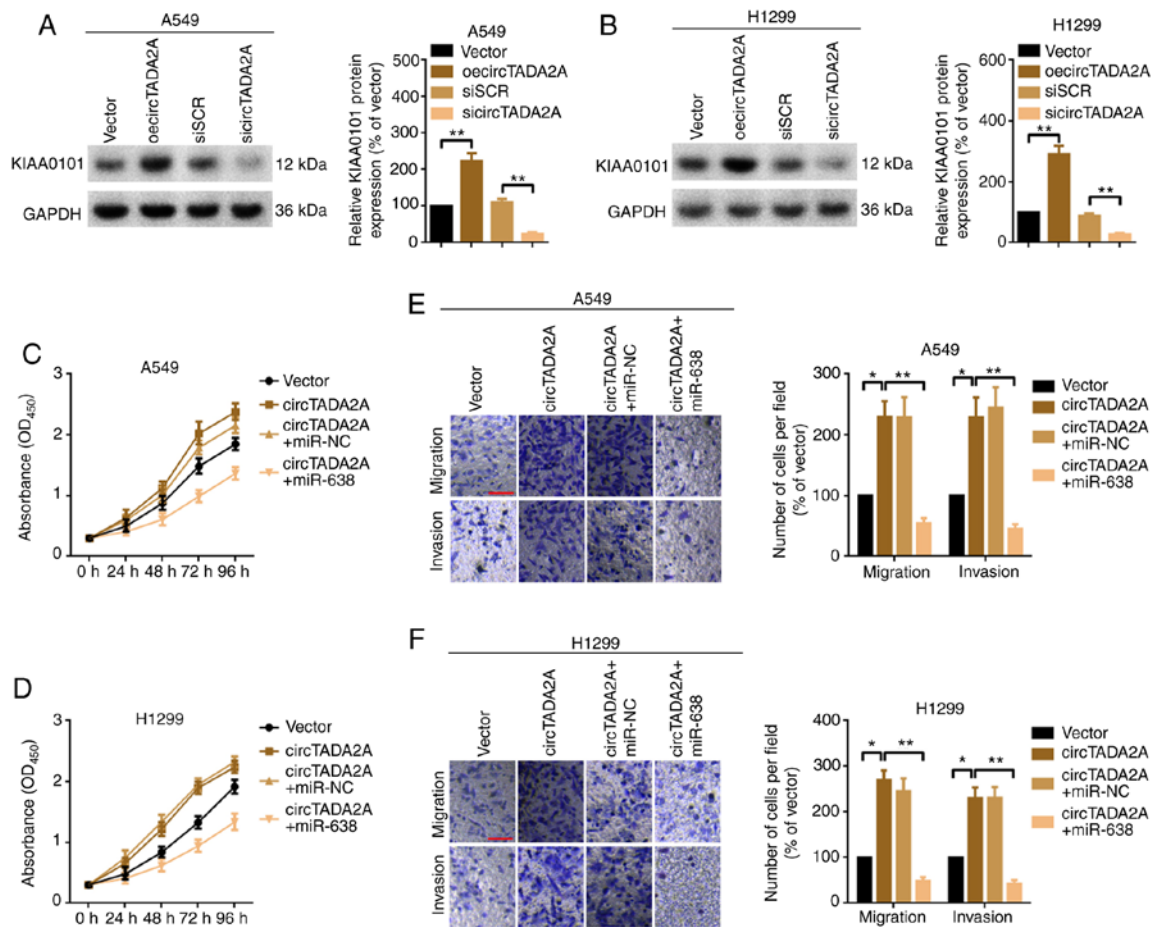 A
A549
Vector
oecircTADA2A
siSCR
sicircTADA2A
KIAA0101
12 kDa
GAPDH
36 kDa
A549
Vector
oecircTADA2A
siSCR
sicircTADA2A
Relative KIAA0101 protein
expression (% of vector)
500
400
300
200
100
0
**
**
B
H1299
Vector
oecircTADA2A
siSCR
sicircTADA2A
KIAA0101
12 kDa
GAPDH
36 kDa
H1299
Vector
oecircTADA2A
siSCR
sicircTADA2A
Relative KIAA0101 protein
expression (% of vector)
600
400
200
0
**
**
C
A549
Absorbance (OD450)
3
2
1
0
0 h 24 h 48 h 72 h 96 h
Vector
circTADA2A
circTADA2A
+miR-NC
circTADA2A
+miR-638
E
A549
Vector
circTADA2A
circTADA2A
+miR-NC
circTADA2A+
miR-638
Migration
Invasion
A549
Number of cells per field
(% of vector)
300
200
100
0
* **
* **
Migration Invasion
Vector
circTADA2A
circTADA2A
+miR-NC
circTADA2A
+miR-638
D
H1299
Absorbance (OD450)
3
2
1
0
0 h 24 h 48 h 72 h 96 h
Vector
circTADA2A
circTADA2A
+miR-NC
circTADA2A
+miR-638
F
H1299
Vector
circTADA2A
circTADA2A+
miR-NC
circTADA2A+
miR-638
Migration
Invasion
H1299
Number of cells per field
(% of vector)
400
300
200
100
0
* **
* **
Migration Invasion
Vector
circTADA2A
circTADA2A
+miR-NC
circTADA2A
+miR-638